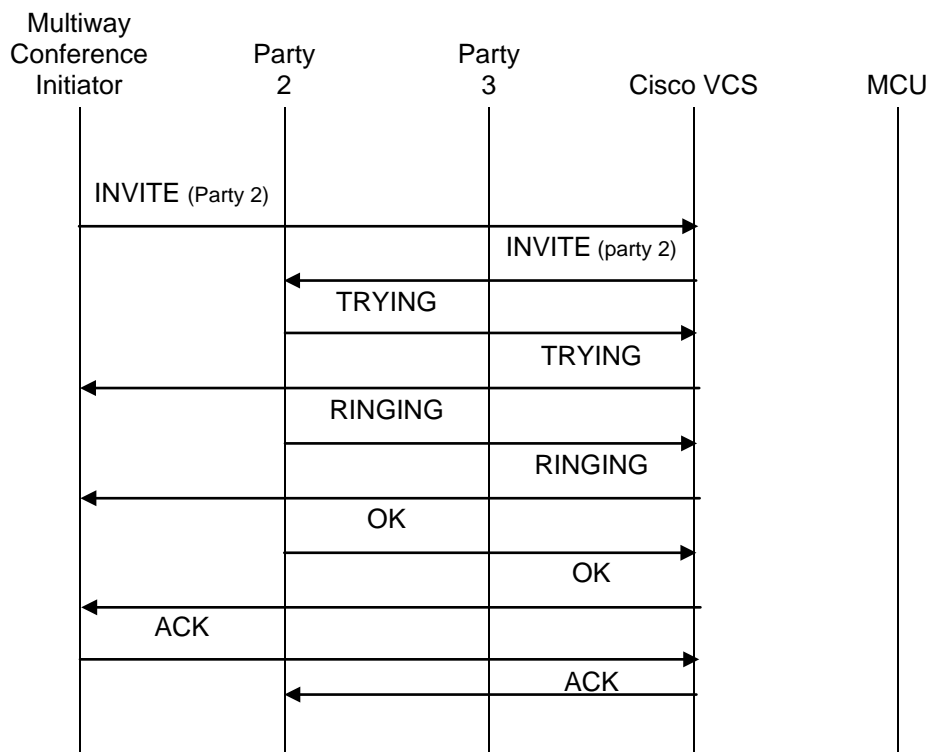 Multiway
Conference
Initiator
Party
2
Party
3
Cisco VCS
MCU
INVITE (Party 2)
INVITE (party 2)
TRYING
TRYING
RINGING
RINGING
OK
OK
ACK
ACK